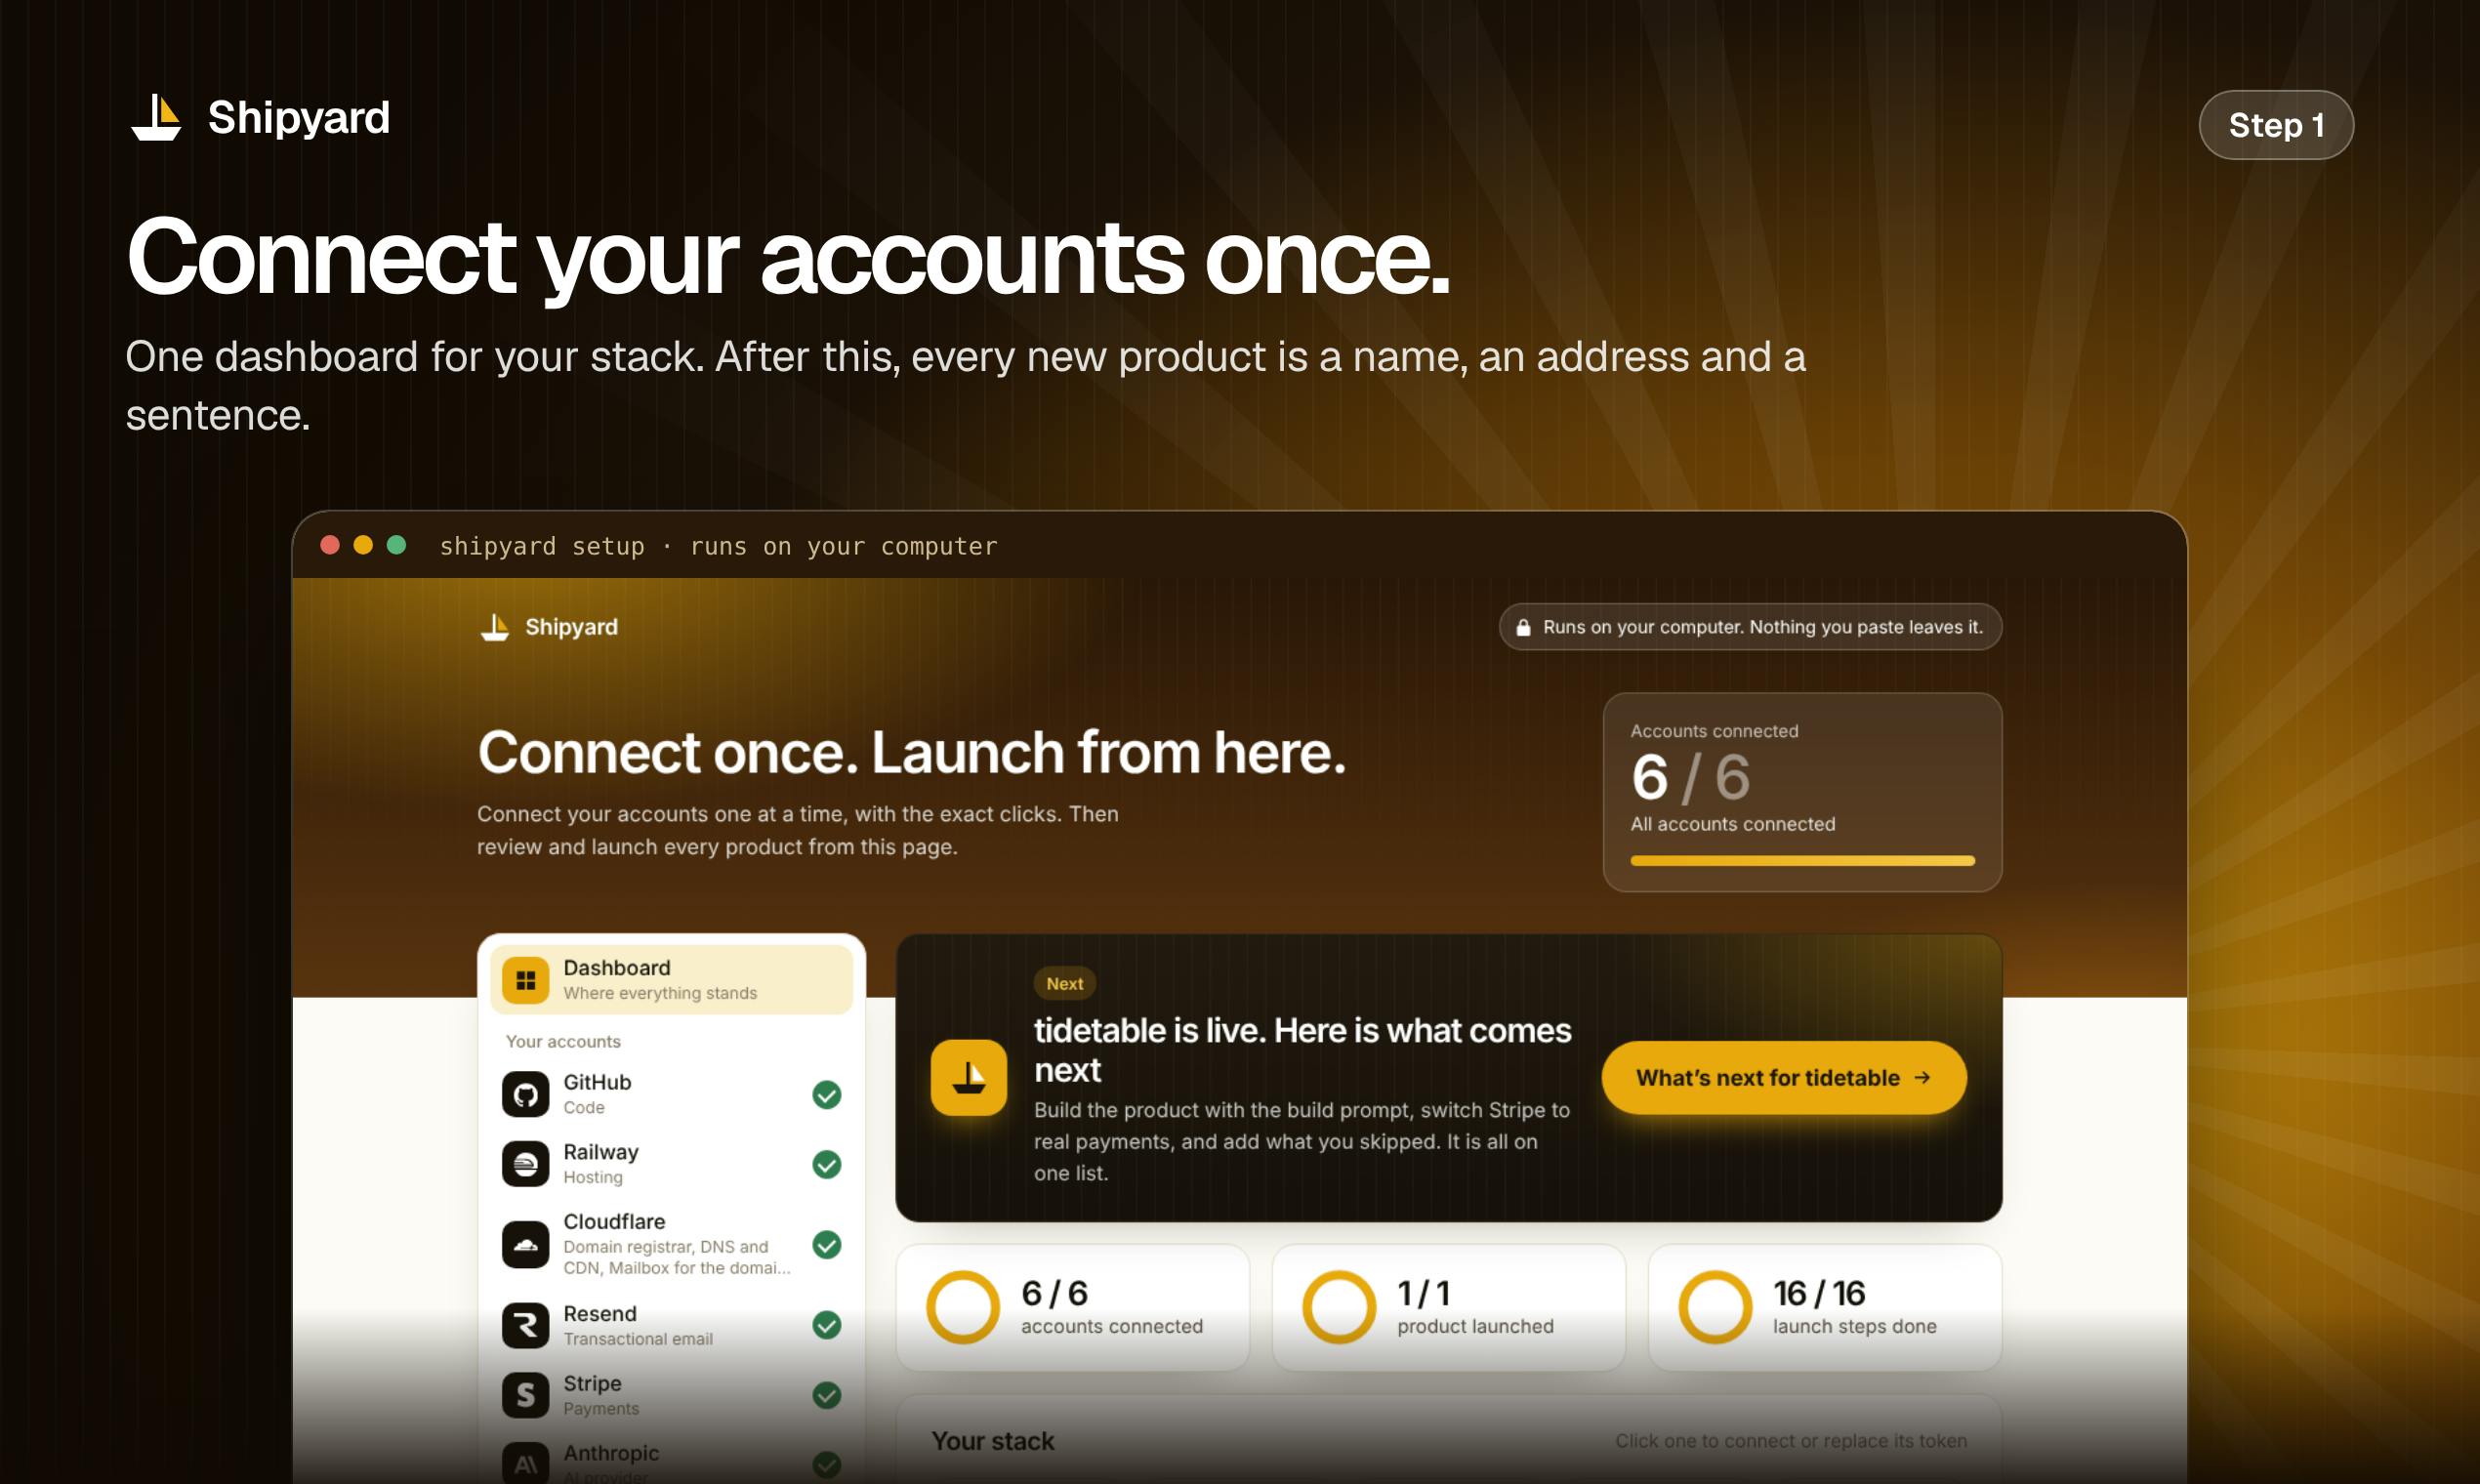 Shipyard
Step 1
Connect your accounts once.
One dashboard for your stack. After this, every new product is a name, an address and a
sentence.
shipyard setup · runs on your computer
Shipyard
Runs on your computer. Nothing you paste leaves it.
Connect once. Launch from here.
Connect your accounts one at a time, with the exact clicks. Then
review and launch every product from this page.
Accounts connected
6 / 6
All accounts connected
Dashboard
Where everything stands
Your accounts
GitHub
Code
Railway
Hosting
Cloudflare
Domain registrar, DNS and
CDN, Mailbox for the domai...
Resend
Transactional email
Stripe
Payments
Anthropic
AI provider
Next
tidetable is live. Here is what comes
next
Build the product with the build prompt, switch Stripe to
real payments, and add what you skipped. It is all on
one list.
What's next for tidetable →
6 / 6
accounts connected
1 / 1
product launched
16 / 16
launch steps done
Your stack
Click one to connect or replace its token